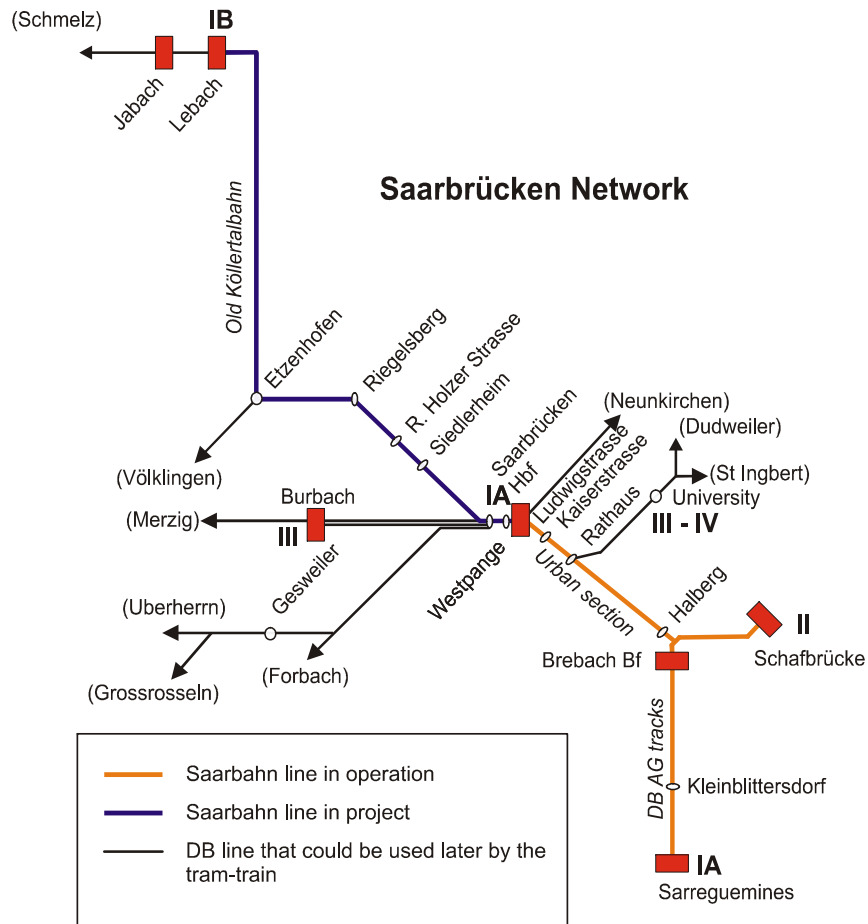 (Schmelz)
IB
Jabach
Lebach
Saarbrücken Network
Old Köllertalbahn
Etzenhofen
Riegelsberg
R. Holzer Strasse
Siedlerheim
(Völklingen)
Saarbrücken
Hbf
IA
Ludwigstrasse
Kaiserstrasse
Rathaus
(Neunkirchen)
(Dudweiler)
(St Ingbert)
University
III - IV
Burbach
(Merzig)
III
Gesweiler
Westpange
Urban section
Halberg
(Uberherrn)
(Grossrosseln)
(Forbach)
II
Schafbrücke
Brebach Bf
DB AG tracks
Kleinblittersdorf
IA
Sarreguemines
Saarbahn line in operation
Saarbahn line in project
DB line that could be used later by the
tram-train